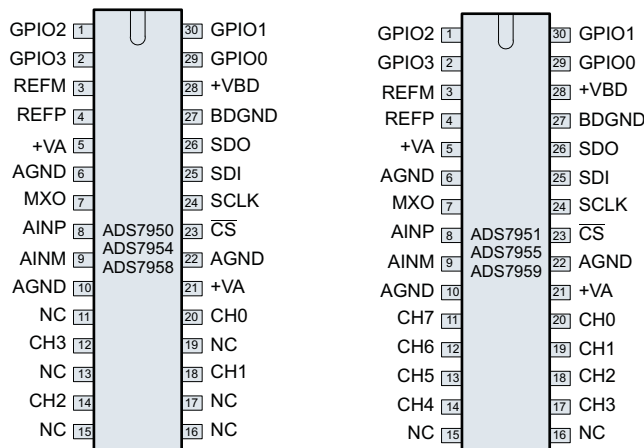 GPIO2 1 30 GPIO1
GPIO3 2 29 GPIO0
REFM 3 28 +VBD
REFP 4 27 BDGND
+VA 5 26 SDO
AGND 6 25 SDI
MXO 7 24 SCLK
AINP 8 ADS7950 23 CS
ADS7954
AINM 9 ADS7958 22 AGND
AGND 10 21 +VA
NC 11 20 CH0
CH3 12 19 NC
NC 13 18 CH1
CH2 14 17 NC
NC 15 16 NC
GPIO2 1 30 GPIO1
GPIO3 2 29 GPIO0
REFM 3 28 +VBD
REFP 4 27 BDGND
+VA 5 26 SDO
AGND 6 25 SDI
MXO 7 24 SCLK
AINP 8 ADS7951 23 CS
ADS7955
AINM 9 ADS7959 22 AGND
AGND 10 21 +VA
CH7 11 20 CH0
CH6 12 19 CH1
CH5 13 18 CH2
CH4 14 17 CH3
NC 15 16 NC